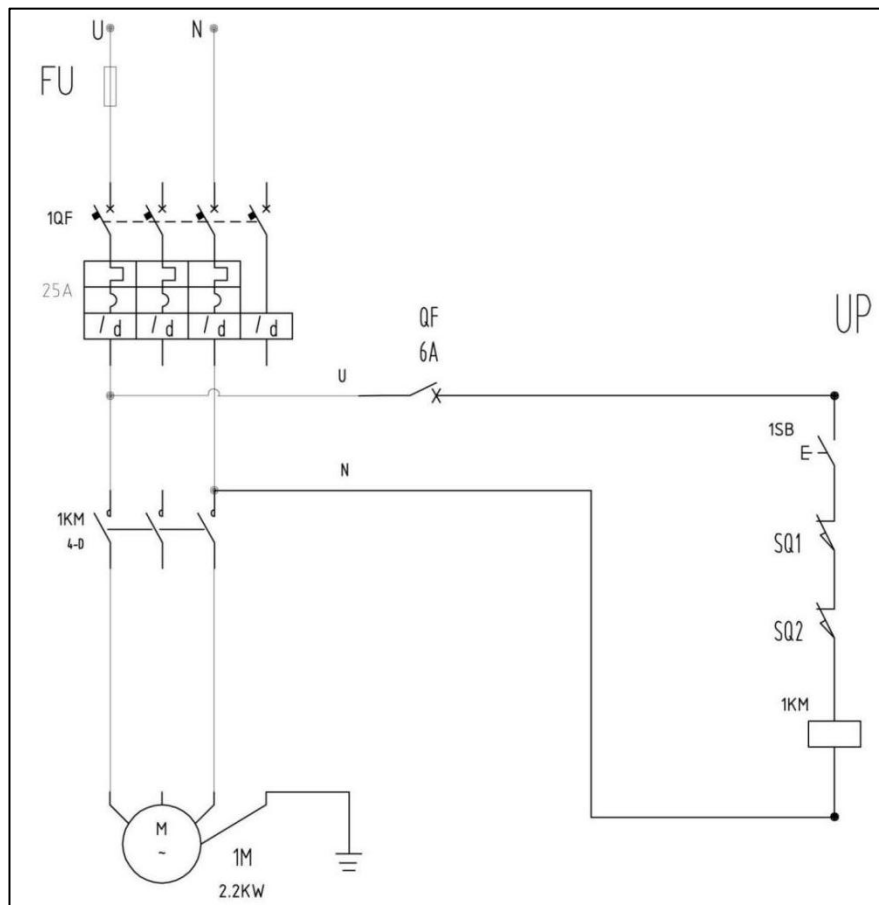 U N
FU
1QF
25A
d d d d
QF
6A
UP
U
1SB
E
N
1KM
4-D
SQ1
SQ2
1KM
M
~
1M
2.2KW